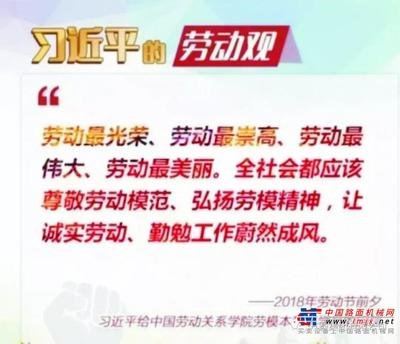 习近平的劳动观
“
劳动最光荣、劳动最崇高、劳动最
伟大、劳动最美丽。全社会都应该
尊敬劳动模范、弘扬劳模精神，让
诚实劳动、勤勉工作蔚然成风。
——2018年劳动节前夕
习近平给中国劳动关系学院劳模本
中国路面机械网
www.lmjx.net